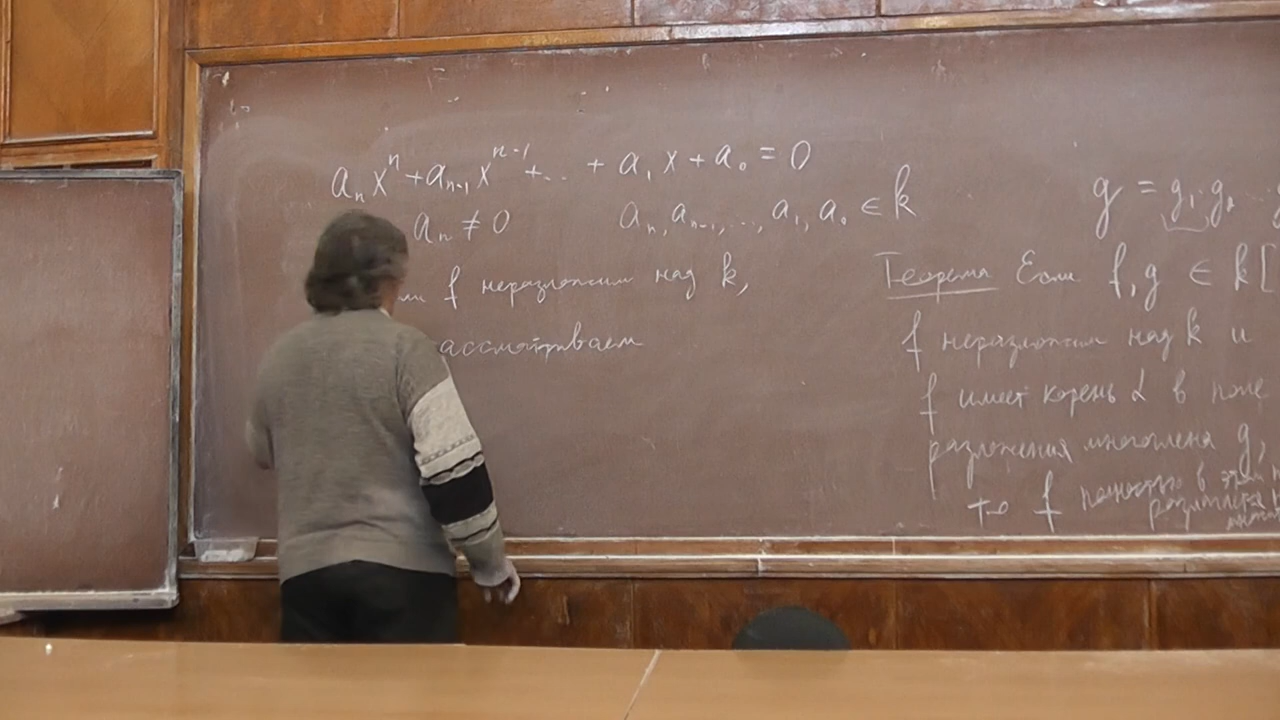 aₙxⁿ + aₙ₋₁xⁿ⁻¹ + ... + a₁x + a₀ = 0
aₙ ≠ 0 aₙ, aₙ₋₁, ..., a₁, a₀ ∈ k
f неразложим над k,
ассматриваем
g = g₁·g₂ ...
Теорема Если f, g ∈ k[
f неразложим над k и
f имеет корень α в поле
разложения многочлена g,
то f полностью в этом